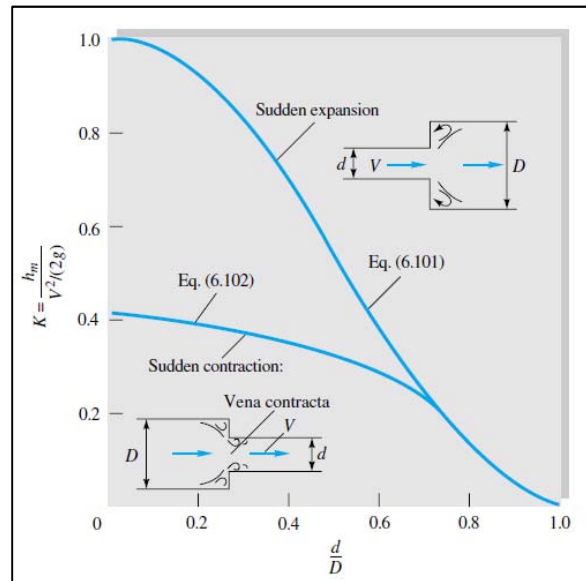 1.0
Sudden expansion
0.8
d V D
0.6
K = h_m / V²/(2g)
Eq. (6.102)
Eq. (6.101)
0.4
Sudden contraction:
Vena contracta
0.2
V
D d
0 0.2 0.4 0.6 0.8 1.0
d
D